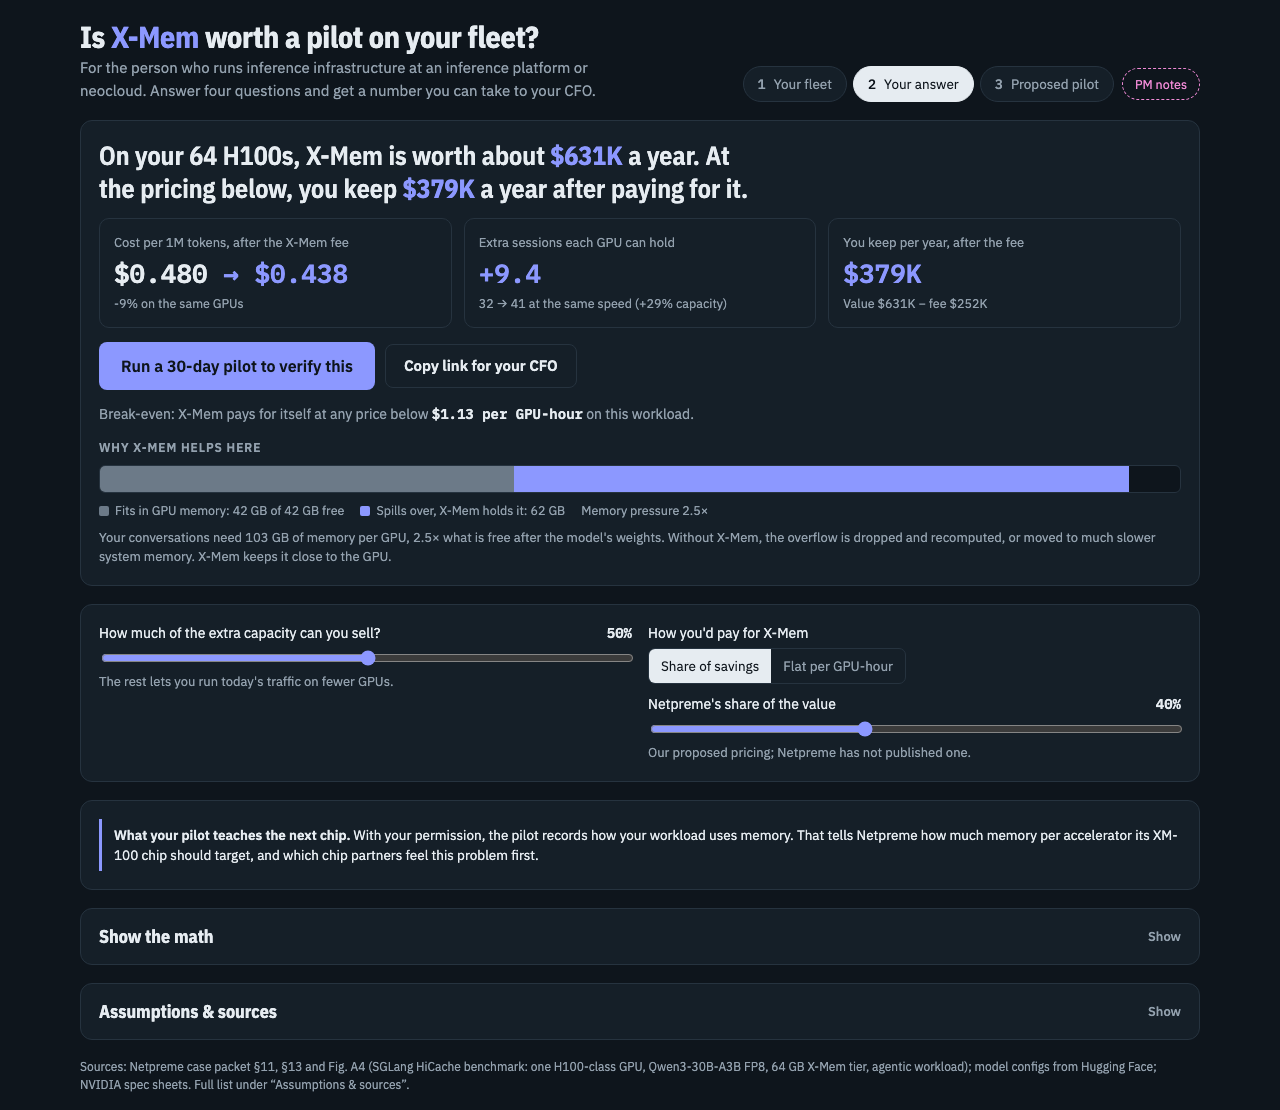 Is X-Mem worth a pilot on your fleet?
For the person who runs inference infrastructure at an inference platform or
neocloud. Answer four questions and get a number you can take to your CFO.
1 Your fleet
2 Your answer
3 Proposed pilot
PM notes
On your 64 H100s, X-Mem is worth about $631K a year. At
the pricing below, you keep $379K a year after paying for it.
Cost per 1M tokens, after the X-Mem fee
$0.480 → $0.438
-9% on the same GPUs
Extra sessions each GPU can hold
+9.4
32 → 41 at the same speed (+29% capacity)
You keep per year, after the fee
$379K
Value $631K − fee $252K
Run a 30-day pilot to verify this
Copy link for your CFO
Break-even: X-Mem pays for itself at any price below $1.13 per GPU-hour on this workload.
WHY X-MEM HELPS HERE
Fits in GPU memory: 42 GB of 42 GB free
Spills over, X-Mem holds it: 62 GB
Memory pressure 2.5×
Your conversations need 103 GB of memory per GPU, 2.5× what is free after the model's weights. Without X-Mem, the overflow is dropped and recomputed, or moved to much slower
system memory. X-Mem keeps it close to the GPU.
How much of the extra capacity can you sell?
50%
The rest lets you run today's traffic on fewer GPUs.
How you'd pay for X-Mem
Share of savings
Flat per GPU-hour
Netpreme's share of the value
40%
Our proposed pricing; Netpreme has not published one.
What your pilot teaches the next chip. With your permission, the pilot records how your workload uses memory. That tells Netpreme how much memory per accelerator its XM-
100 chip should target, and which chip partners feel this problem first.
Show the math
Show
Assumptions & sources
Show
Sources: Netpreme case packet §11, §13 and Fig. A4 (SGLang HiCache benchmark: one H100-class GPU, Qwen3-30B-A3B FP8, 64 GB X-Mem tier, agentic workload); model configs from Hugging Face;
NVIDIA spec sheets. Full list under “Assumptions & sources”.